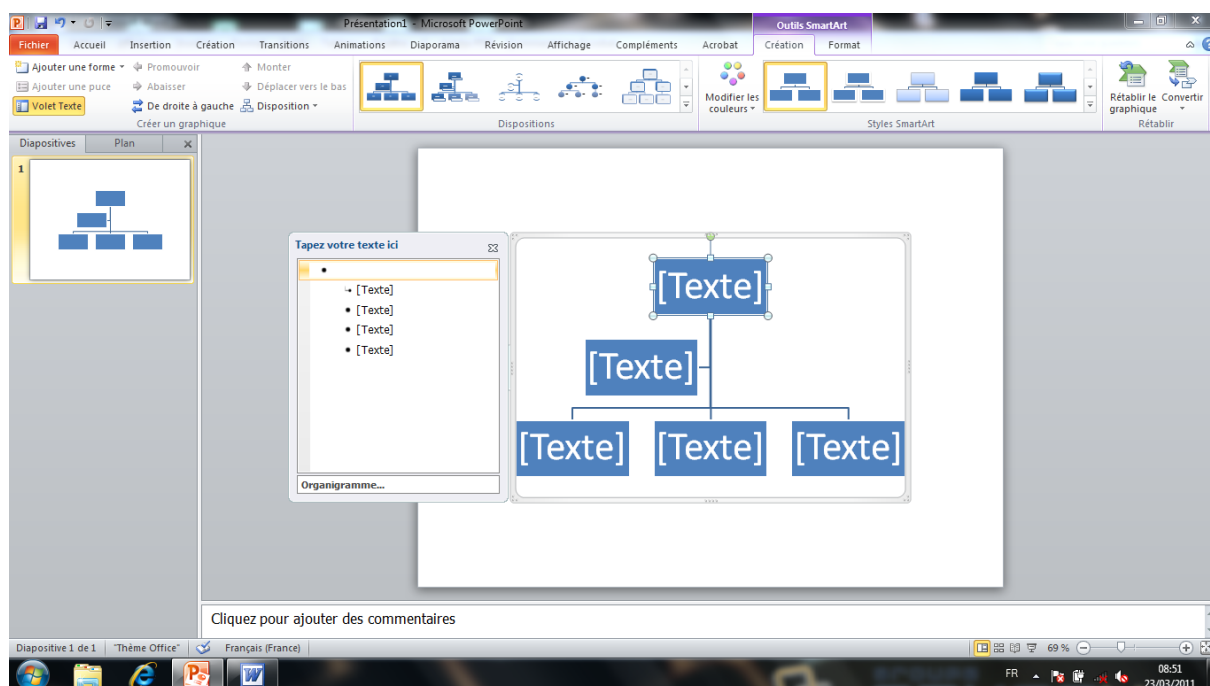 Présentation1 - Microsoft PowerPoint
Outils SmartArt
Fichier Accueil Insertion Création Transitions Animations Diaporama Révision Affichage Compléments Acrobat Création Format
Ajouter une forme Promouvoir Monter
Ajouter une puce Abaisser Déplacer vers le bas
Volet Texte De droite à gauche Disposition
Modifier les couleurs
Rétablir le graphique
Convertir
Créer un graphique Dispositions Styles SmartArt Rétablir
Diapositives Plan
1
Tapez votre texte ici
[Texte]
[Texte]
[Texte]
[Texte]
Organigramme...
[Texte]
[Texte]
[Texte] [Texte] [Texte]
Cliquez pour ajouter des commentaires
Diapositive 1 de 1 "Thème Office" Français (France) 69 %
FR 08:51
23/03/2011